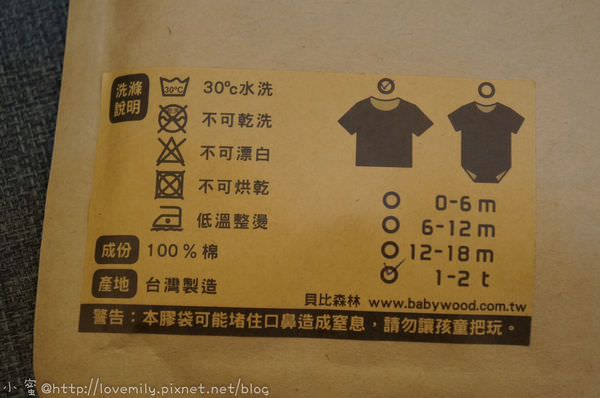 洗滌
說明
30℃
30℃水洗
不可乾洗
不可漂白
不可烘乾
低溫整燙
成份 100%棉
產地 台灣製造
0-6 m
6-12 m
12-18 m
1-2 t
貝比森林 www.babywood.com.tw
警告：本膠袋可能堵住口鼻造成窒息，請勿讓孩童把玩。
小蜜@http://lovemily.pixnet.net/blog